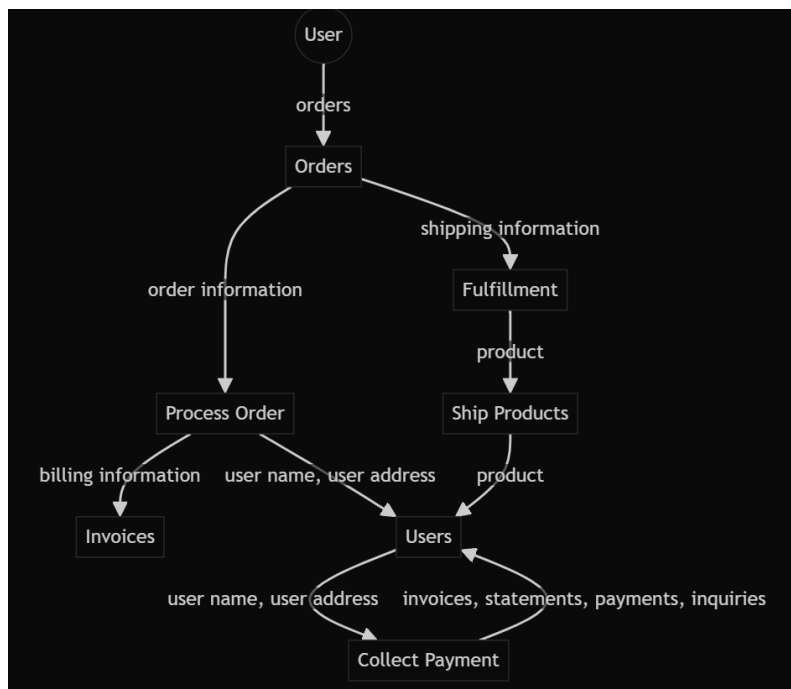 User
orders
Orders
shipping information
order information
Fulfillment
product
Process Order
Ship Products
billing information
user name, user address
product
Invoices
Users
user name, user address
invoices, statements, payments, inquiries
Collect Payment